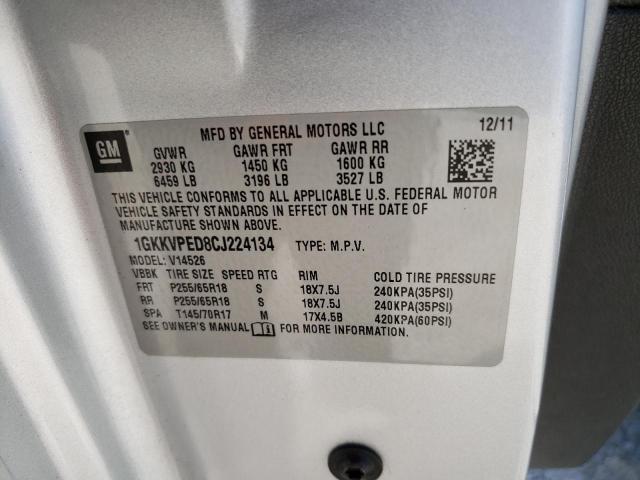 GM
MFD BY GENERAL MOTORS LLC 12/11
GVWR GAWR FRT GAWR RR
2930 KG 1450 KG 1600 KG
6459 LB 3196 LB 3527 LB
THIS VEHICLE CONFORMS TO ALL APPLICABLE U.S. FEDERAL MOTOR
VEHICLE SAFETY STANDARDS IN EFFECT ON THE DATE OF
MANUFACTURE SHOWN ABOVE.
1GKKVPED8CJ224134 TYPE: M.P.V.
MODEL: V14526
VBBK TIRE SIZE SPEED RTG RIM COLD TIRE PRESSURE
FRT P255/65R18 S 18X7.5J 240KPA(35PSI)
RR P255/65R18 S 18X7.5J 240KPA(35PSI)
SPA T145/70R17 M 17X4.5B 420KPA(60PSI)
SEE OWNER'S MANUAL FOR MORE INFORMATION.